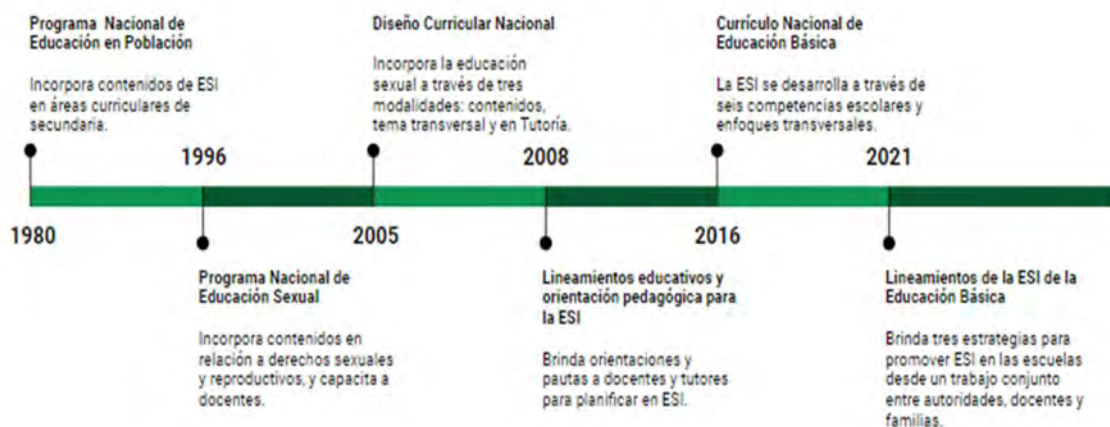 Programa Nacional de
Educación en Población
Incorpora contenidos de ESI
en áreas curriculares de
secundaria.
Diseño Curricular Nacional
Incorpora la educación
sexual a través de tres
modalidades: contenidos,
tema transversal y en Tutoría.
Currículo Nacional de
Educación Básica
La ESI se desarrolla a través de
seis competencias escolares y
enfoques transversales.
1996
2008
2021
1980
2005
2016
Programa Nacional de
Educación Sexual
Incorpora contenidos en
relación a derechos sexuales
y reproductivos, y capacita a
docentes.
Lineamientos educativos y
orientación pedagógica para
la ESI
Brinda orientaciones y
pautas a docentes y tutores
para planificar en ESI.
Lineamientos de la ESI de la
Educación Básica
Brinda tres estrategias para
promover ESI en las escuelas
desde un trabajo conjunto
entre autoridades, docentes y
familias.